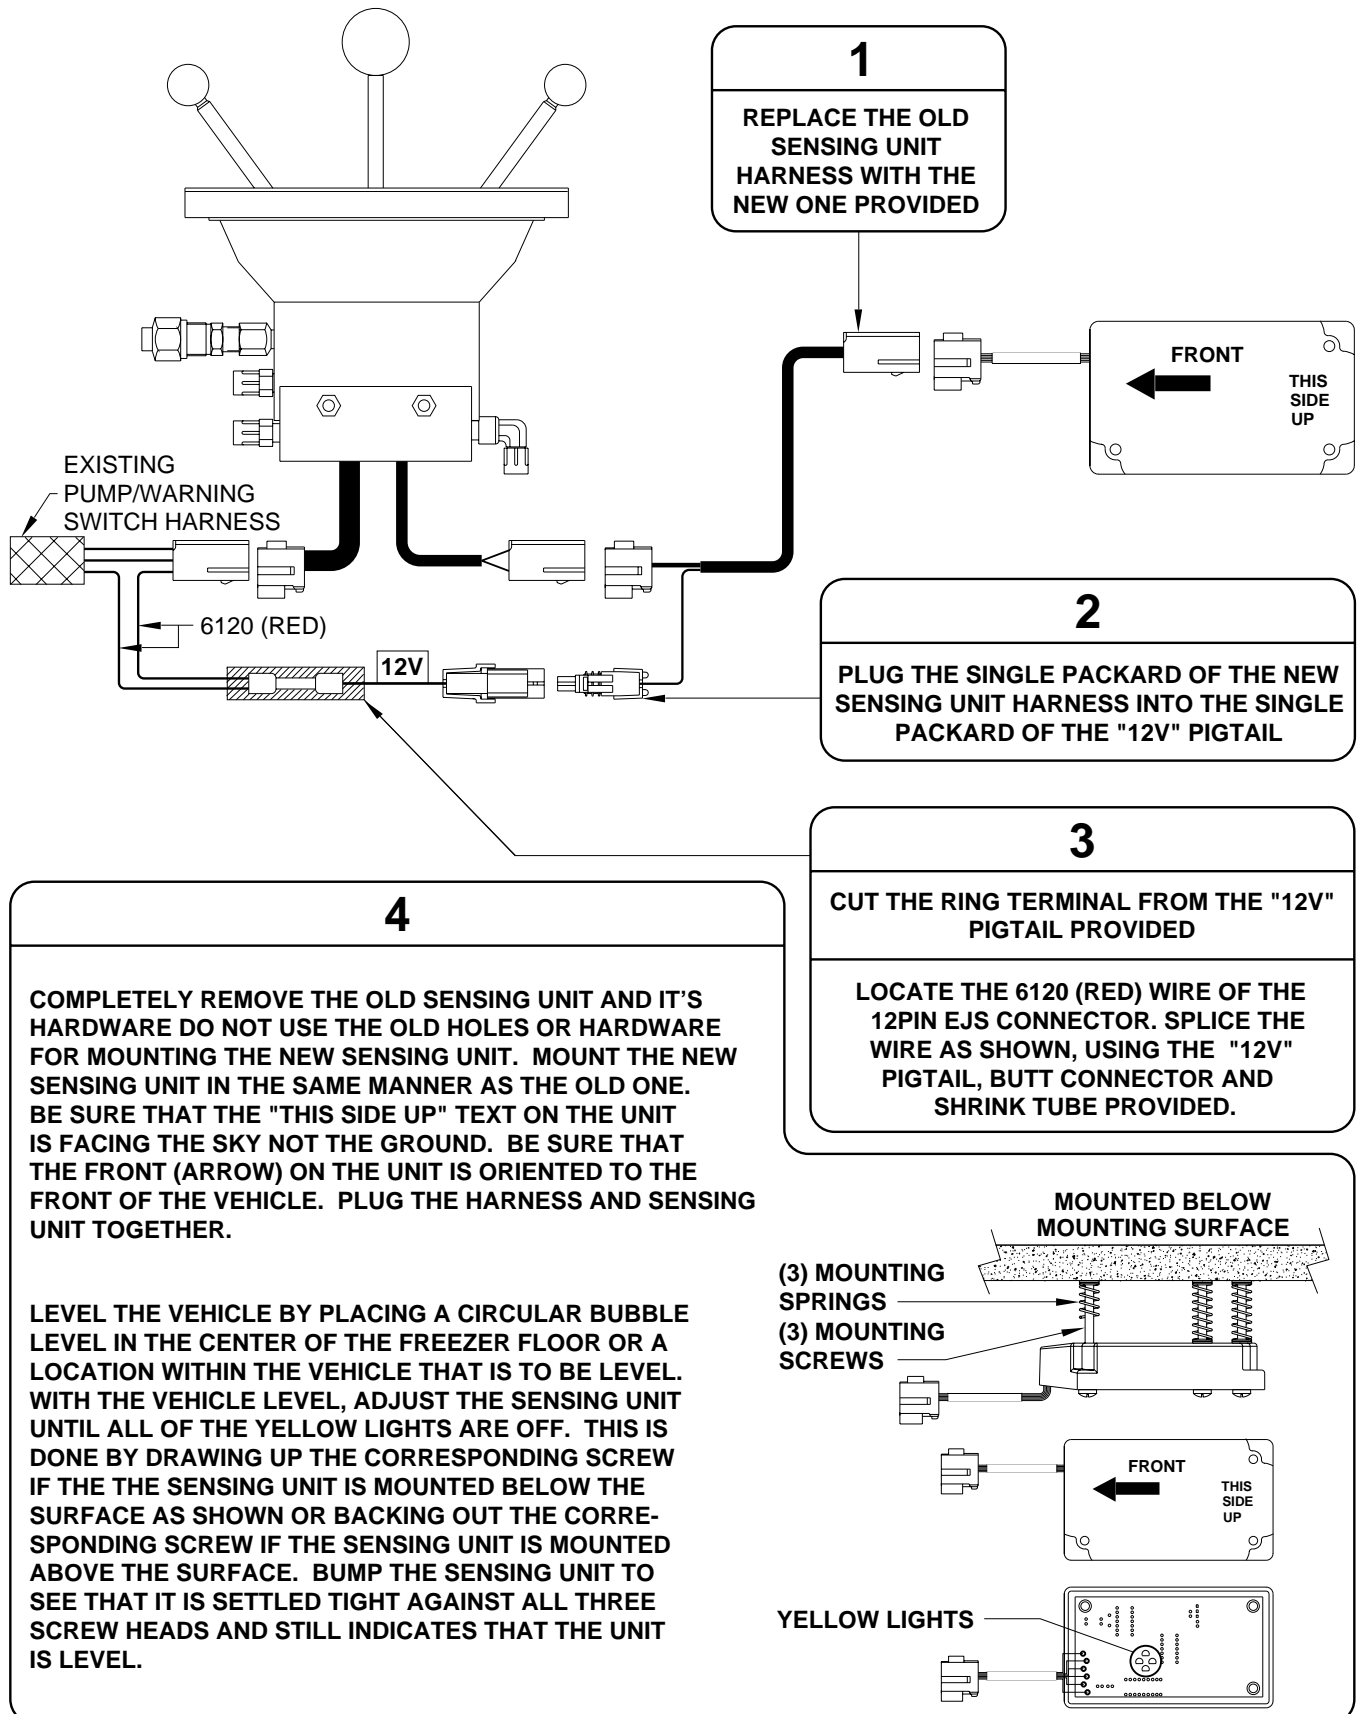 1
REPLACE THE OLD
SENSING UNIT
HARNESS WITH THE
NEW ONE PROVIDED
FRONT
THIS
SIDE
UP
EXISTING
PUMP/WARNING
SWITCH HARNESS
6120 (RED)
12V
2
PLUG THE SINGLE PACKARD OF THE NEW
SENSING UNIT HARNESS INTO THE SINGLE
PACKARD OF THE "12V" PIGTAIL
3
CUT THE RING TERMINAL FROM THE "12V"
PIGTAIL PROVIDED
LOCATE THE 6120 (RED) WIRE OF THE
12PIN EJS CONNECTOR. SPLICE THE
WIRE AS SHOWN, USING THE "12V"
PIGTAIL, BUTT CONNECTOR AND
SHRINK TUBE PROVIDED.
4
COMPLETELY REMOVE THE OLD SENSING UNIT AND IT'S
HARDWARE DO NOT USE THE OLD HOLES OR HARDWARE
FOR MOUNTING THE NEW SENSING UNIT. MOUNT THE NEW
SENSING UNIT IN THE SAME MANNER AS THE OLD ONE.
BE SURE THAT THE "THIS SIDE UP" TEXT ON THE UNIT
IS FACING THE SKY NOT THE GROUND. BE SURE THAT
THE FRONT (ARROW) ON THE UNIT IS ORIENTED TO THE
FRONT OF THE VEHICLE. PLUG THE HARNESS AND SENSING
UNIT TOGETHER.
LEVEL THE VEHICLE BY PLACING A CIRCULAR BUBBLE
LEVEL IN THE CENTER OF THE FREEZER FLOOR OR A
LOCATION WITHIN THE VEHICLE THAT IS TO BE LEVEL.
WITH THE VEHICLE LEVEL, ADJUST THE SENSING UNIT
UNTIL ALL OF THE YELLOW LIGHTS ARE OFF. THIS IS
DONE BY DRAWING UP THE CORRESPONDING SCREW
IF THE THE SENSING UNIT IS MOUNTED BELOW THE
SURFACE AS SHOWN OR BACKING OUT THE CORRE-
SPONDING SCREW IF THE SENSING UNIT IS MOUNTED
ABOVE THE SURFACE. BUMP THE SENSING UNIT TO
SEE THAT IT IS SETTLED TIGHT AGAINST ALL THREE
SCREW HEADS AND STILL INDICATES THAT THE UNIT
IS LEVEL.
MOUNTED BELOW
MOUNTING SURFACE
(3) MOUNTING
SPRINGS
(3) MOUNTING
SCREWS
FRONT
THIS
SIDE
UP
YELLOW LIGHTS